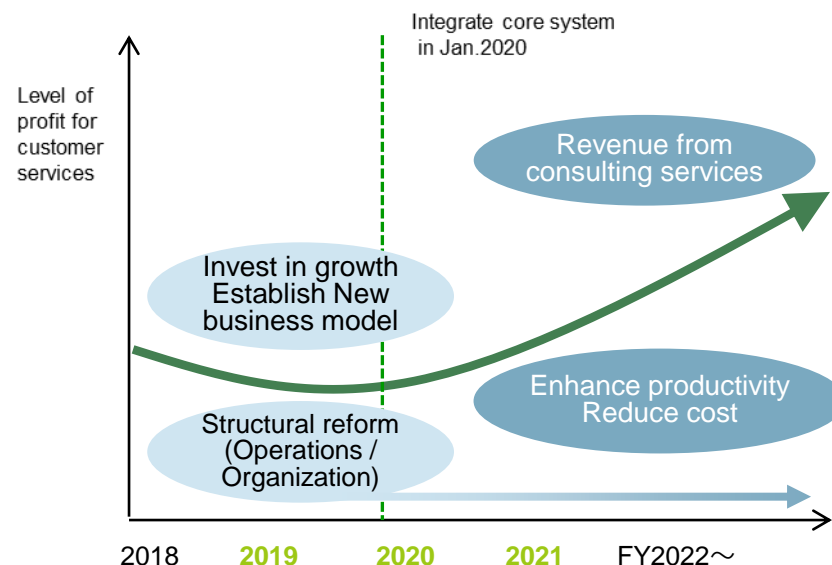 Integrate core system
in Jan.2020
Level of
profit for
customer
services
Revenue from
consulting services
Invest in growth
Establish New
business model
Enhance productivity
Reduce cost
Structural reform
(Operations /
Organization)
2018 2019 2020 2021 FY2022～